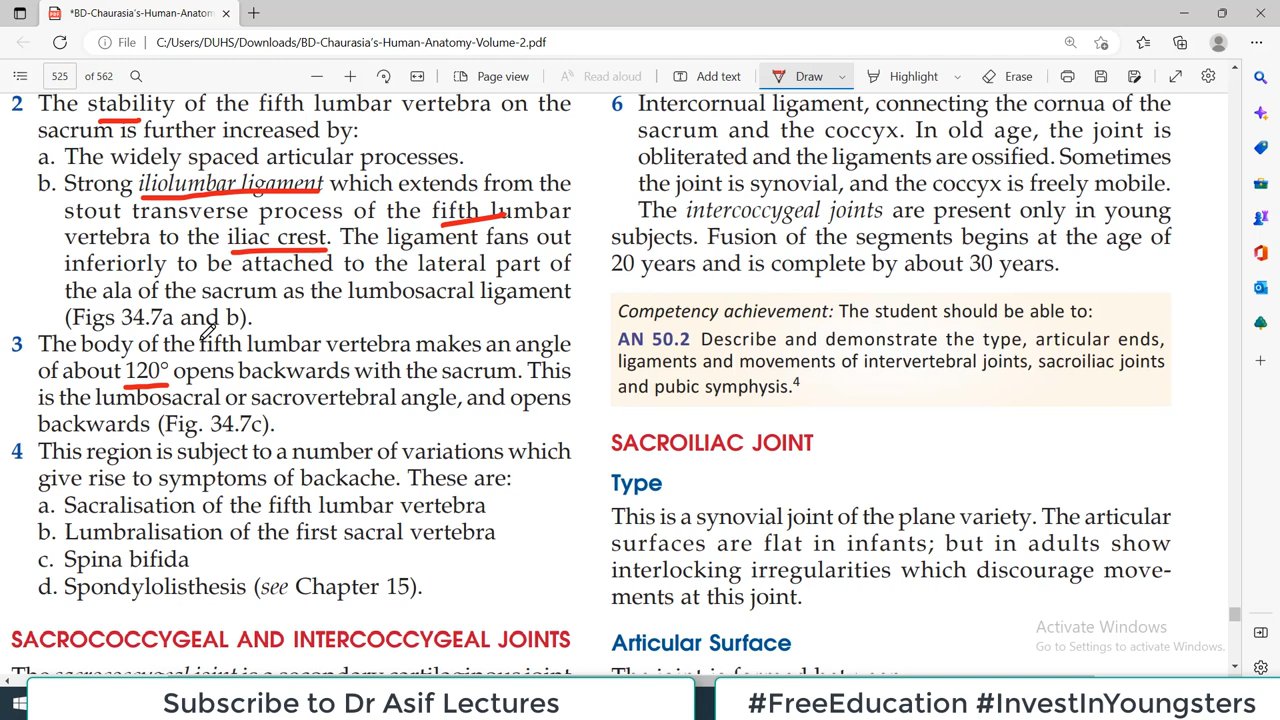 *BD-Chaurasia's-Human-Anatom
File
C:/Users/DUHS/Downloads/BD-Chaurasia's-Human-Anatomy-Volume-2.pdf
525 of 562
Page view
Read aloud
Add text
Draw
Highlight
Erase
2 The stability of the fifth lumbar vertebra on the
sacrum is further increased by:
a. The widely spaced articular processes.
b. Strong iliolumbar ligament which extends from the
stout transverse process of the fifth lumbar
vertebra to the iliac crest. The ligament fans out
inferiorly to be attached to the lateral part of
the ala of the sacrum as the lumbosacral ligament
(Figs 34.7a and b).
3 The body of the fifth lumbar vertebra makes an angle
of about 120° opens backwards with the sacrum. This
is the lumbosacral or sacrovertebral angle, and opens
backwards (Fig. 34.7c).
4 This region is subject to a number of variations which
give rise to symptoms of backache. These are:
a. Sacralisation of the fifth lumbar vertebra
b. Lumbralisation of the first sacral vertebra
c. Spina bifida
d. Spondylolisthesis (see Chapter 15).
SACROCOCCYGEAL AND INTERCOCCYGEAL JOINTS
The sacrococcygeal joint is a secondary cartilaginous joint
6 Intercornual ligament, connecting the cornua of the
sacrum and the coccyx. In old age, the joint is
obliterated and the ligaments are ossified. Sometimes
the joint is synovial, and the coccyx is freely mobile.
The intercoccygeal joints are present only in young
subjects. Fusion of the segments begins at the age of
20 years and is complete by about 30 years.
Competency achievement: The student should be able to:
AN 50.2 Describe and demonstrate the type, articular ends,
ligaments and movements of intervertebral joints, sacroiliac joints
and pubic symphysis.4
SACROILIAC JOINT
Type
This is a synovial joint of the plane variety. The articular
surfaces are flat in infants; but in adults show
interlocking irregularities which discourage move-
ments at this joint.
Articular Surface
The joint is formed between
Activate Windows
Go to Settings to activate Windows.
Subscribe to Dr Asif Lectures
#FreeEducation #InvestInYoungsters